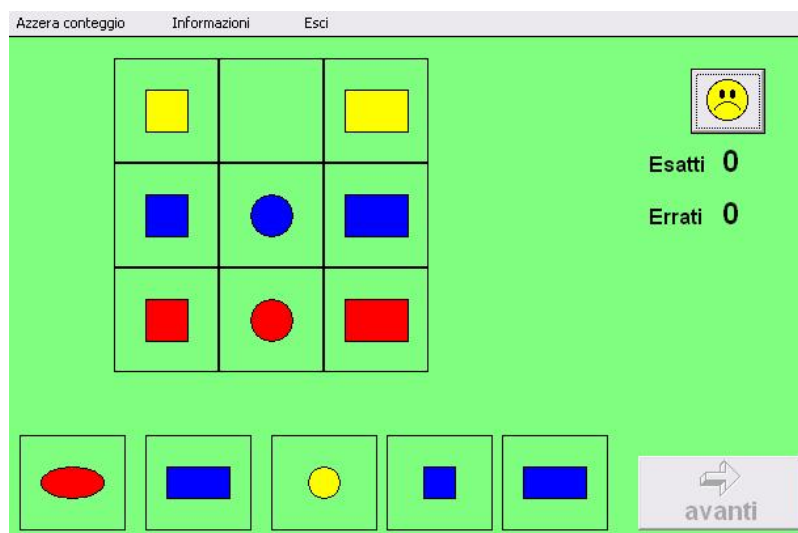 Azzera conteggio Informazioni Esci
Esatti 0
Errati 0
avanti